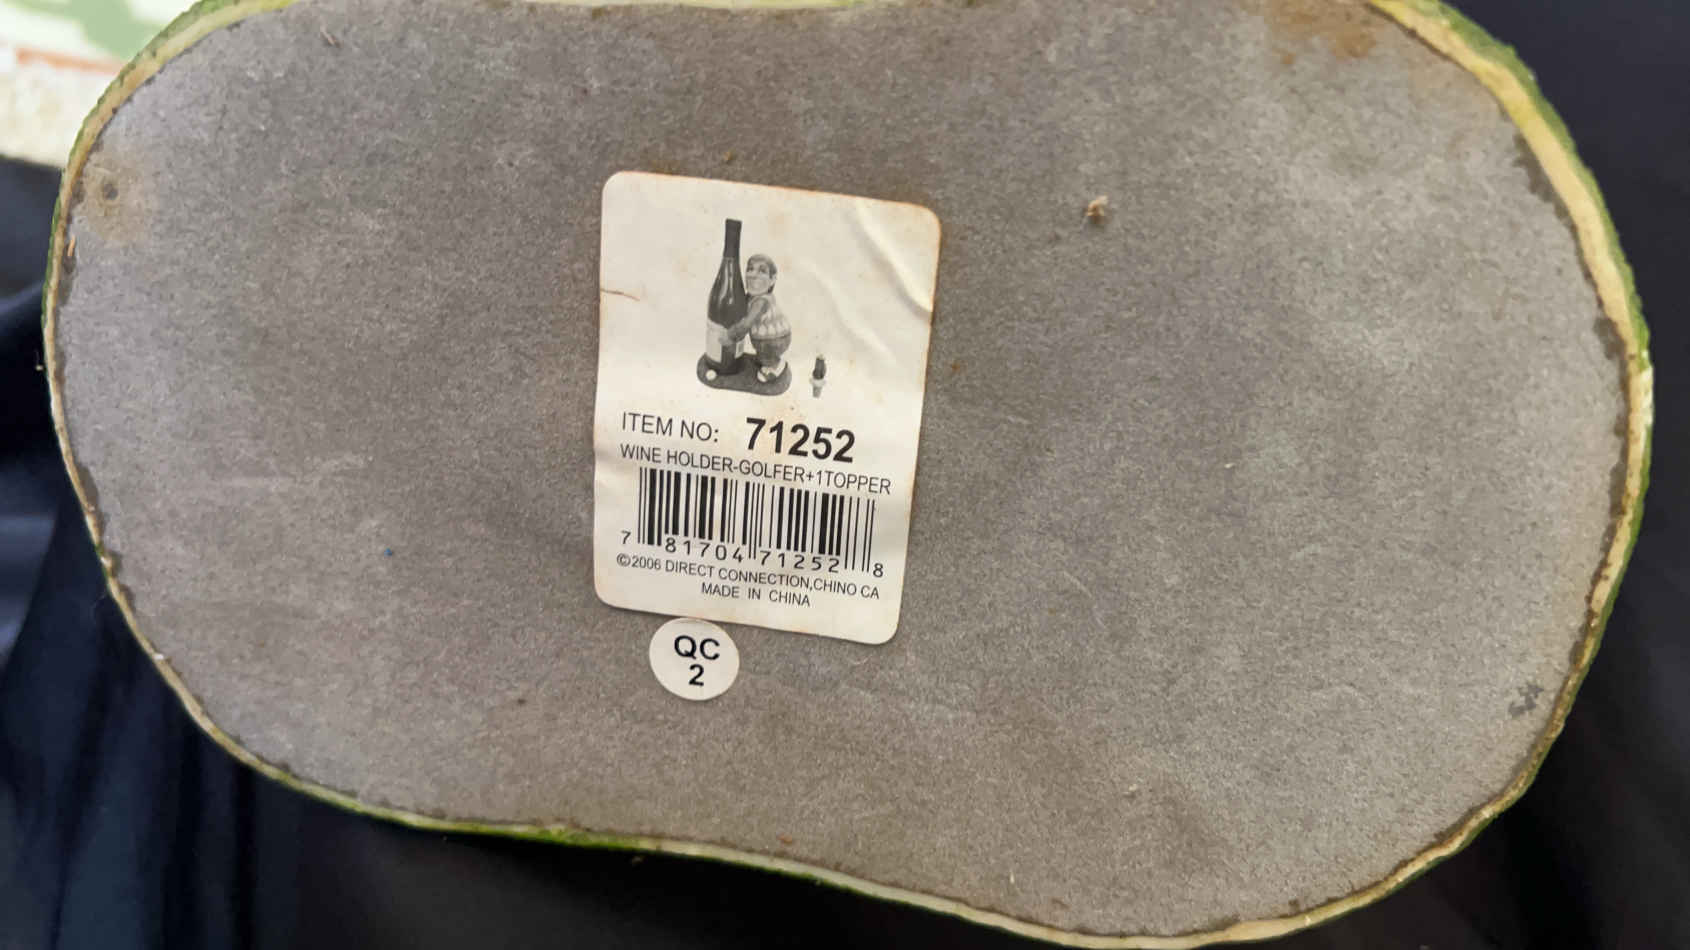 ITEM NO: 71252
WINE HOLDER-GOLFER+1TOPPER
7 81704 71252 8
©2006 DIRECT CONNECTION,CHINO CA
MADE IN CHINA
QC
2